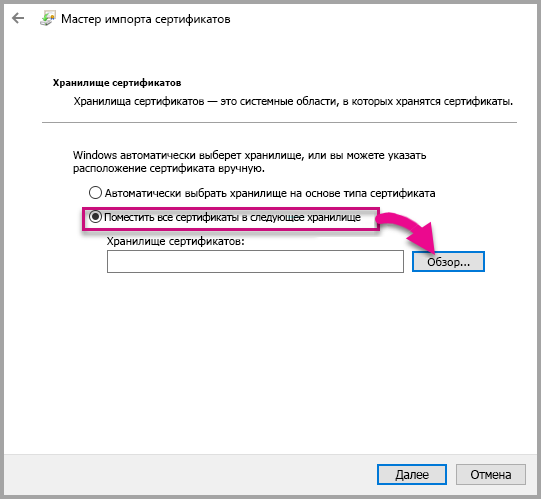 Мастер импорта сертификатов
Хранилище сертификатов
Хранилища сертификатов — это системные области, в которых хранятся сертификаты.
Windows автоматически выберет хранилище, или вы можете указать
расположение сертификата вручную.
Автоматически выбрать хранилище на основе типа сертификата
Поместить все сертификаты в следующее хранилище
Хранилище сертификатов:
Обзор...
Далее
Отмена